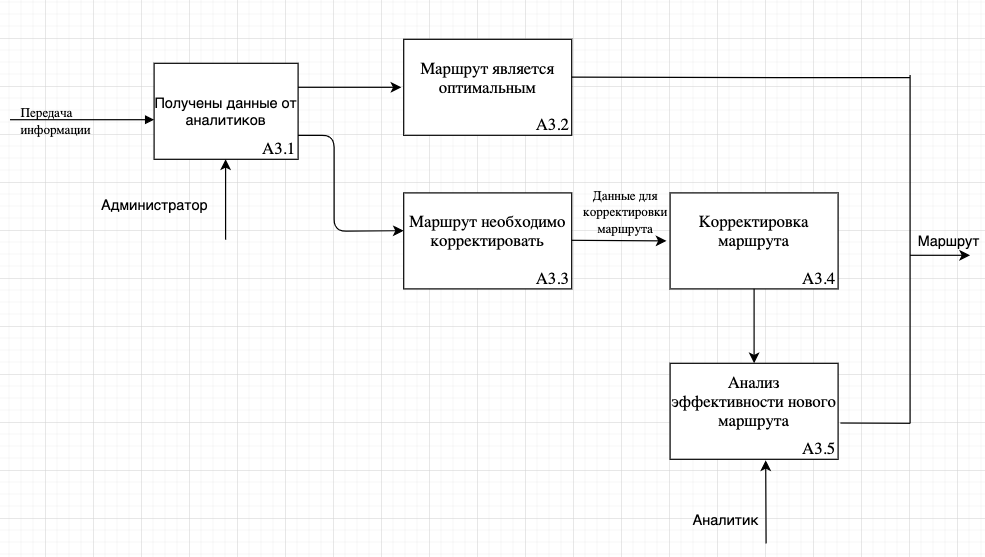 Передача
информации
Получены данные от
аналитиков
А3.1
Администратор
Маршрут является
оптимальным
А3.2
Маршрут необходимо
корректировать
А3.3
Данные для
корректировки
маршрута
Корректировка
маршрута
А3.4
Маршрут
Анализ
эффективности нового
маршрута
А3.5
Аналитик